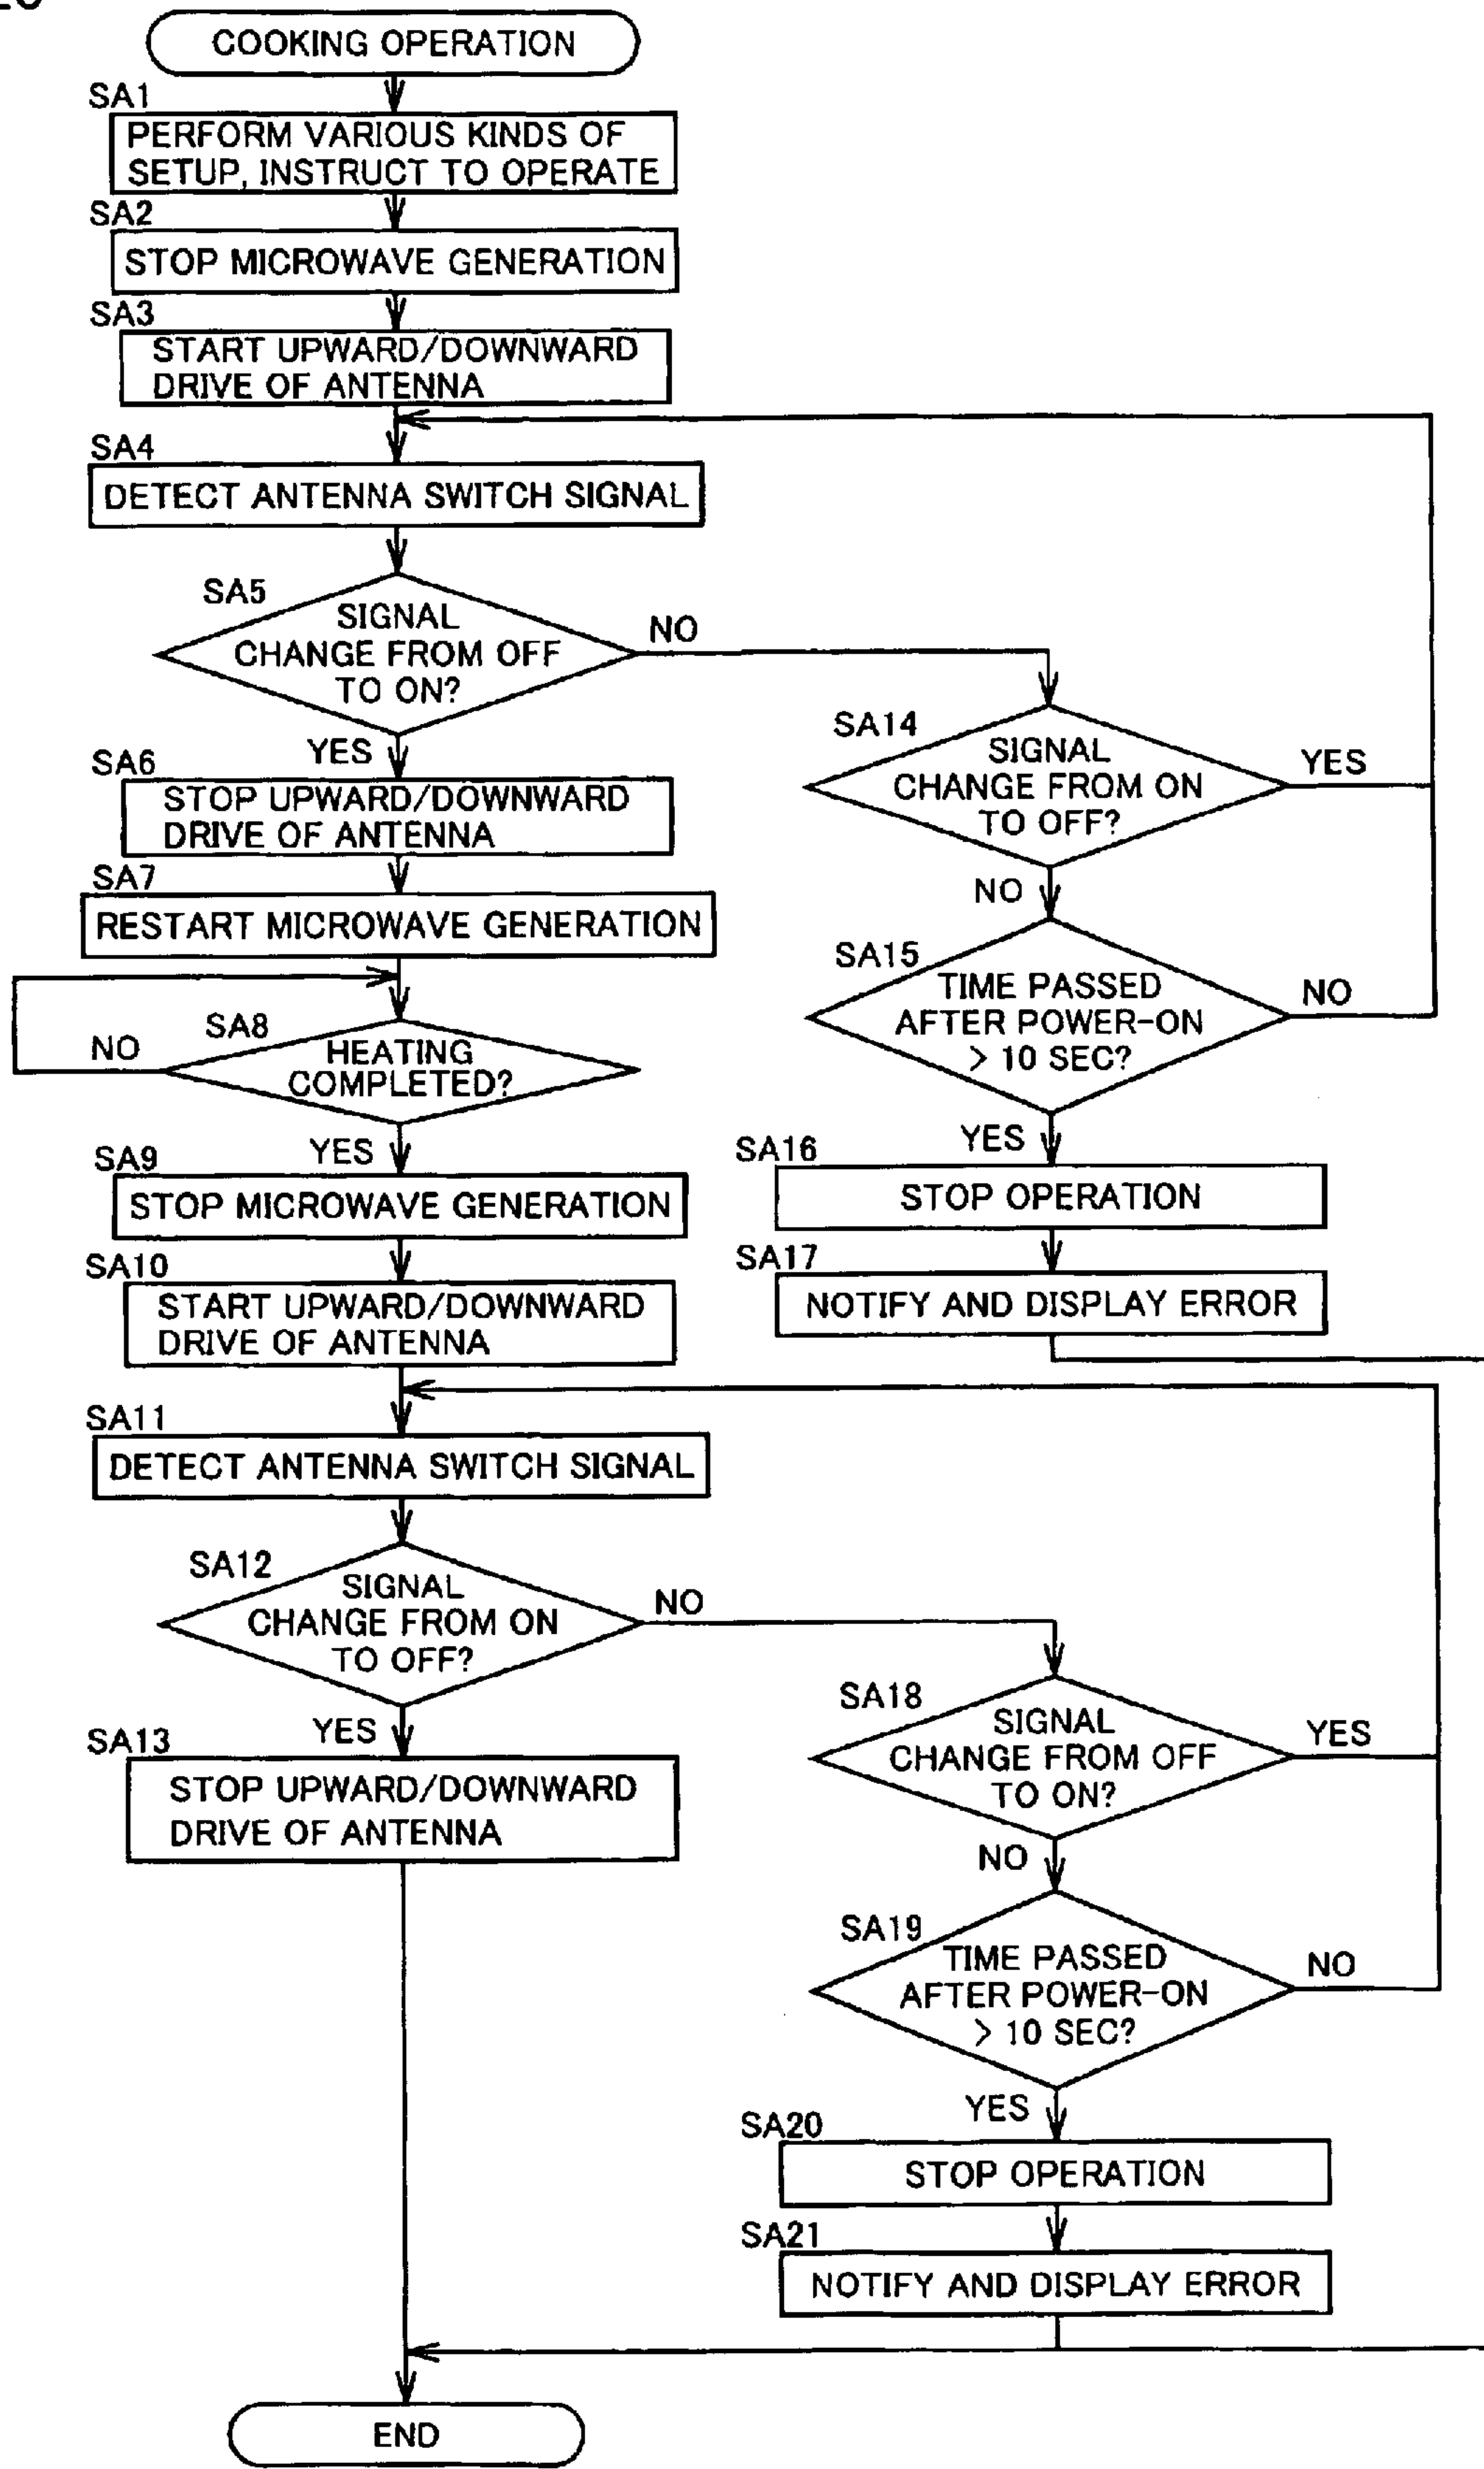 COOKING OPERATION
SA1
PERFORM VARIOUS KINDS OF
SETUP, INSTRUCT TO OPERATE
SA2
STOP MICROWAVE GENERATION
SA3
START UPWARD/DOWNWARD
DRIVE OF ANTENNA
SA4
DETECT ANTENNA SWITCH SIGNAL
SA5
SIGNAL
CHANGE FROM OFF
TO ON?
NO
YES
SA6
STOP UPWARD/DOWNWARD
DRIVE OF ANTENNA
SA7
RESTART MICROWAVE GENERATION
SA8
HEATING
COMPLETED?
NO
YES
SA9
STOP MICROWAVE GENERATION
SA10
START UPWARD/DOWNWARD
DRIVE OF ANTENNA
SA11
DETECT ANTENNA SWITCH SIGNAL
SA12
SIGNAL
CHANGE FROM ON
TO OFF?
NO
YES
SA13
STOP UPWARD/DOWNWARD
DRIVE OF ANTENNA
SA14
SIGNAL
CHANGE FROM ON
TO OFF?
YES
NO
SA15
TIME PASSED
AFTER POWER-ON
> 10 SEC?
NO
YES
SA16
STOP OPERATION
SA17
NOTIFY AND DISPLAY ERROR
SA18
SIGNAL
CHANGE FROM OFF
TO ON?
YES
NO
SA19
TIME PASSED
AFTER POWER-ON
> 10 SEC?
NO
YES
SA20
STOP OPERATION
SA21
NOTIFY AND DISPLAY ERROR
END